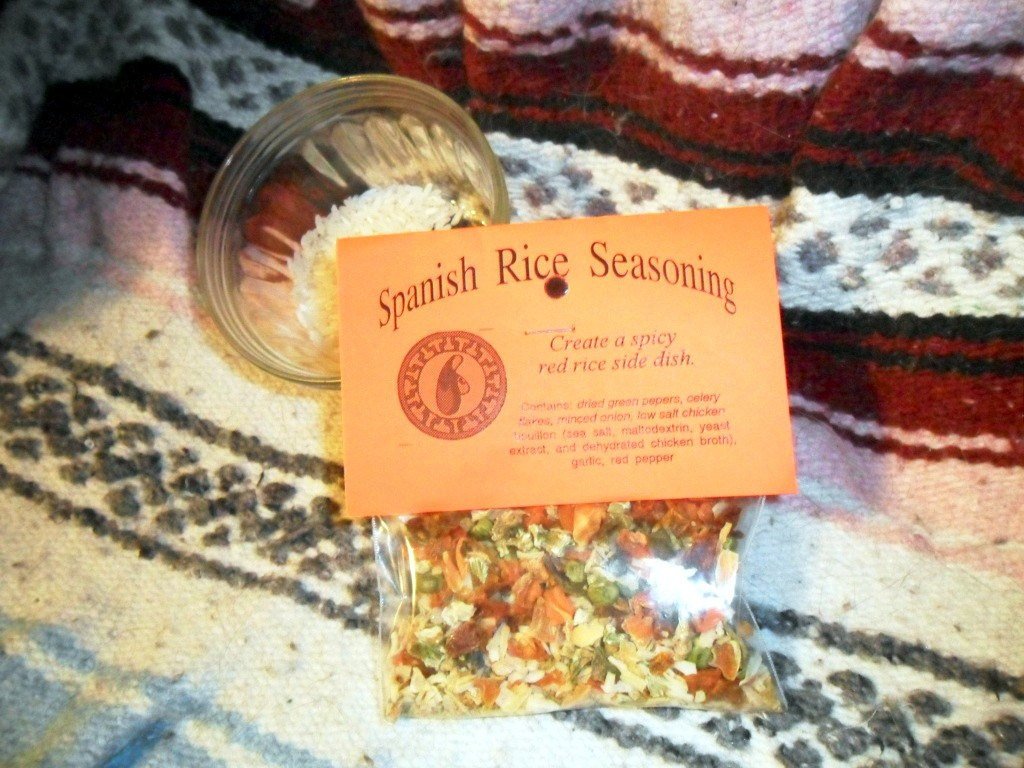 Spanish Rice Seasoning
Create a spicy
red rice side dish.
Contains: dried green pepers, celery
flakes, minced onion, low salt chicken
bouillon (sea salt, maltodextrin, yeast
extract, and dehydrated chicken broth),
garlic, red pepper